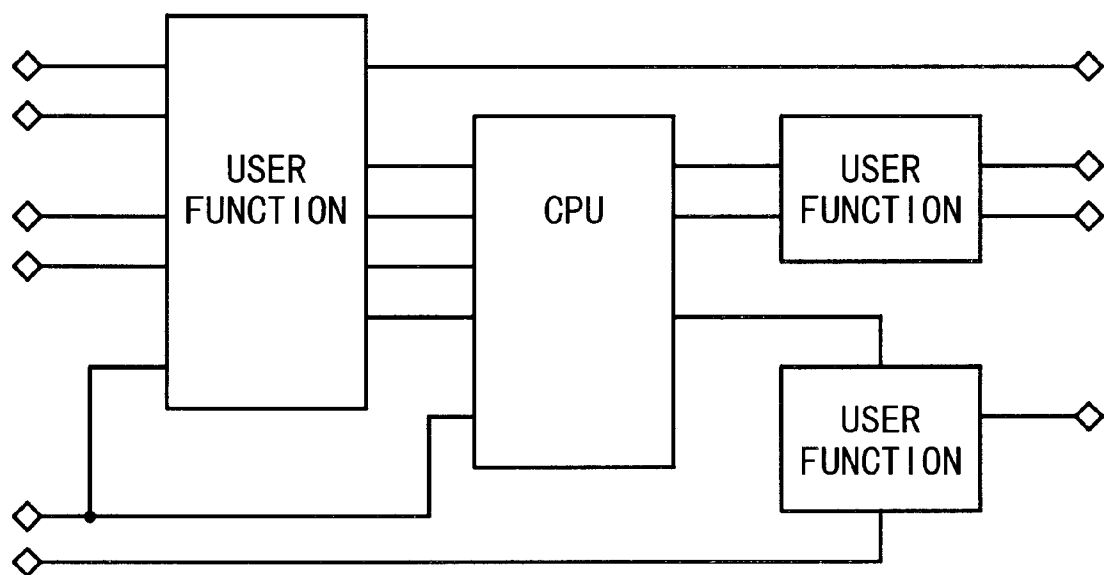 USER
FUNCTION
CPU
USER
FUNCTION
USER
FUNCTION